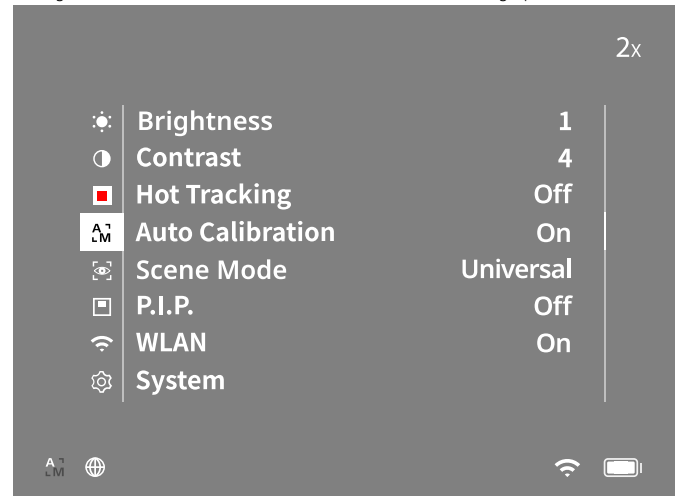 2x
Brightness 1
Contrast 4
Hot Tracking Off
A M Auto Calibration On
Scene Mode Universal
P.I.P. Off
WLAN On
System
A M